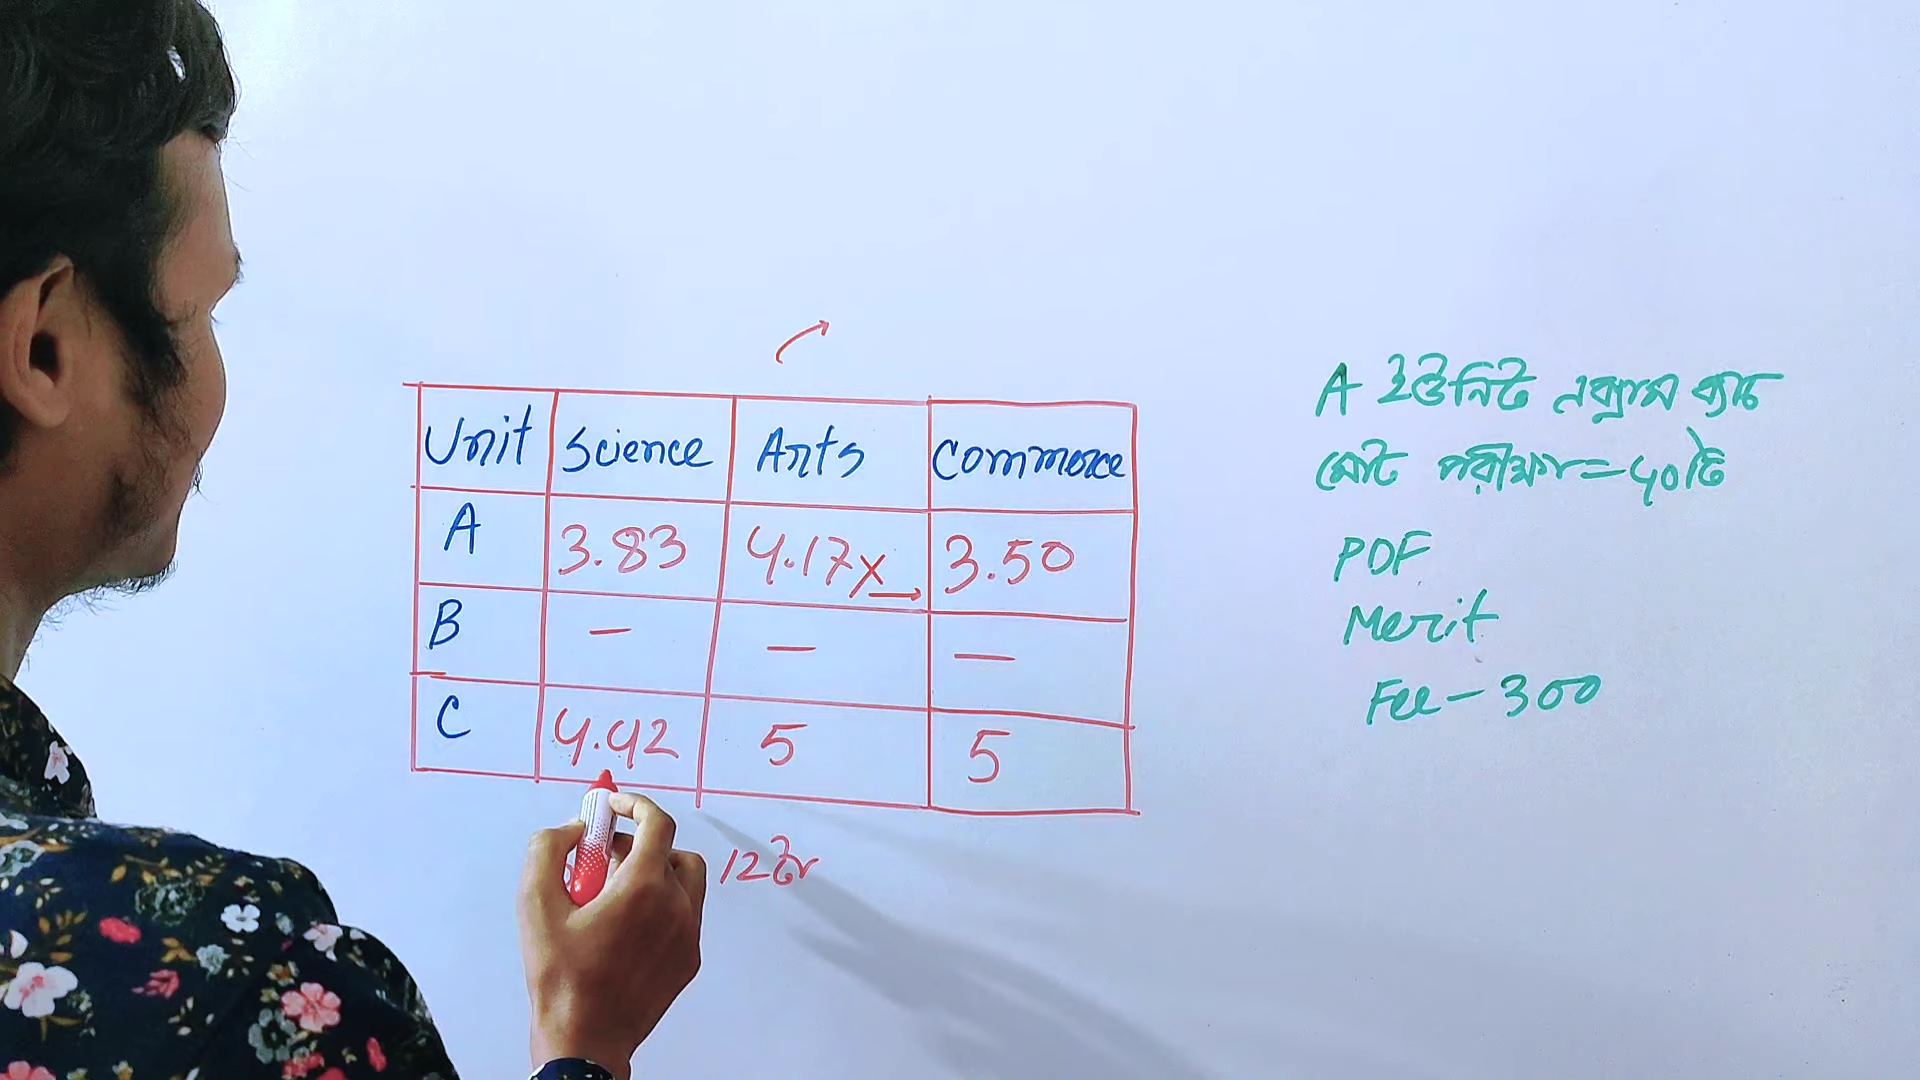 Unit Science Arts Commerce
A 3.83 4.17x 3.50
B - - -
C 4.42 5 5
12টা
A ইউনিট এক্সাম ব্যাচ
মোট পরীক্ষা = ৫০টি
PDF
Merit
Fee - 300